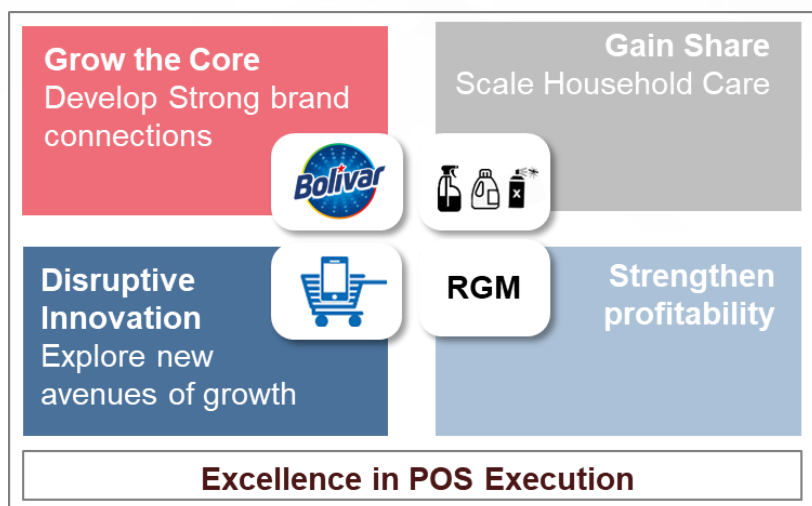 Grow the Core
Develop Strong brand
connections
Gain Share
Scale Household Care
Bolivar
X
Disruptive
Innovation
Explore new
avenues of growth
RGM
Strengthen
profitability
Excellence in POS Execution